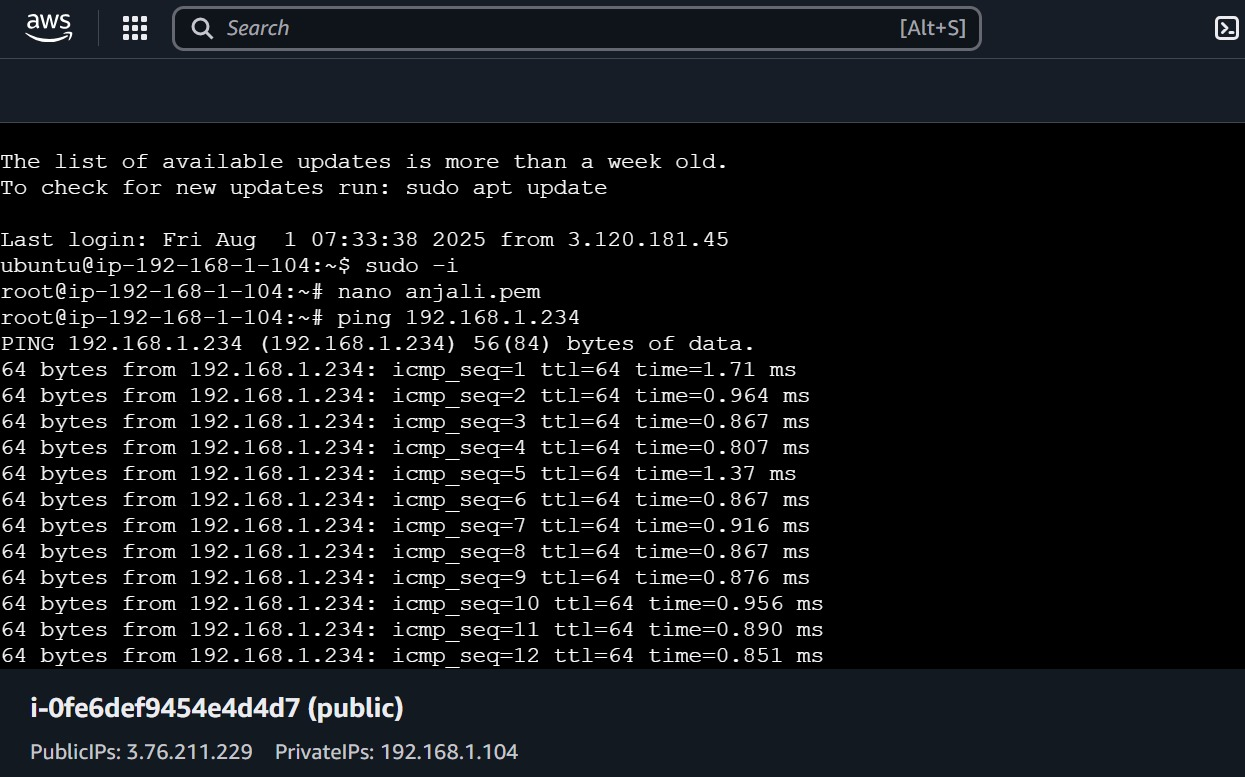 aws
Search [Alt+S]
The list of available updates is more than a week old.
To check for new updates run: sudo apt update
Last login: Fri Aug  1 07:33:38 2025 from 3.120.181.45
ubuntu@ip-192-168-1-104:~$ sudo -i
root@ip-192-168-1-104:~# nano anjali.pem
root@ip-192-168-1-104:~# ping 192.168.1.234
PING 192.168.1.234 (192.168.1.234) 56(84) bytes of data.
64 bytes from 192.168.1.234: icmp_seq=1 ttl=64 time=1.71 ms
64 bytes from 192.168.1.234: icmp_seq=2 ttl=64 time=0.964 ms
64 bytes from 192.168.1.234: icmp_seq=3 ttl=64 time=0.867 ms
64 bytes from 192.168.1.234: icmp_seq=4 ttl=64 time=0.807 ms
64 bytes from 192.168.1.234: icmp_seq=5 ttl=64 time=1.37 ms
64 bytes from 192.168.1.234: icmp_seq=6 ttl=64 time=0.867 ms
64 bytes from 192.168.1.234: icmp_seq=7 ttl=64 time=0.916 ms
64 bytes from 192.168.1.234: icmp_seq=8 ttl=64 time=0.867 ms
64 bytes from 192.168.1.234: icmp_seq=9 ttl=64 time=0.876 ms
64 bytes from 192.168.1.234: icmp_seq=10 ttl=64 time=0.956 ms
64 bytes from 192.168.1.234: icmp_seq=11 ttl=64 time=0.890 ms
64 bytes from 192.168.1.234: icmp_seq=12 ttl=64 time=0.851 ms
i-0fe6def9454e4d4d7 (public)
PublicIPs: 3.76.211.229 PrivateIPs: 192.168.1.104